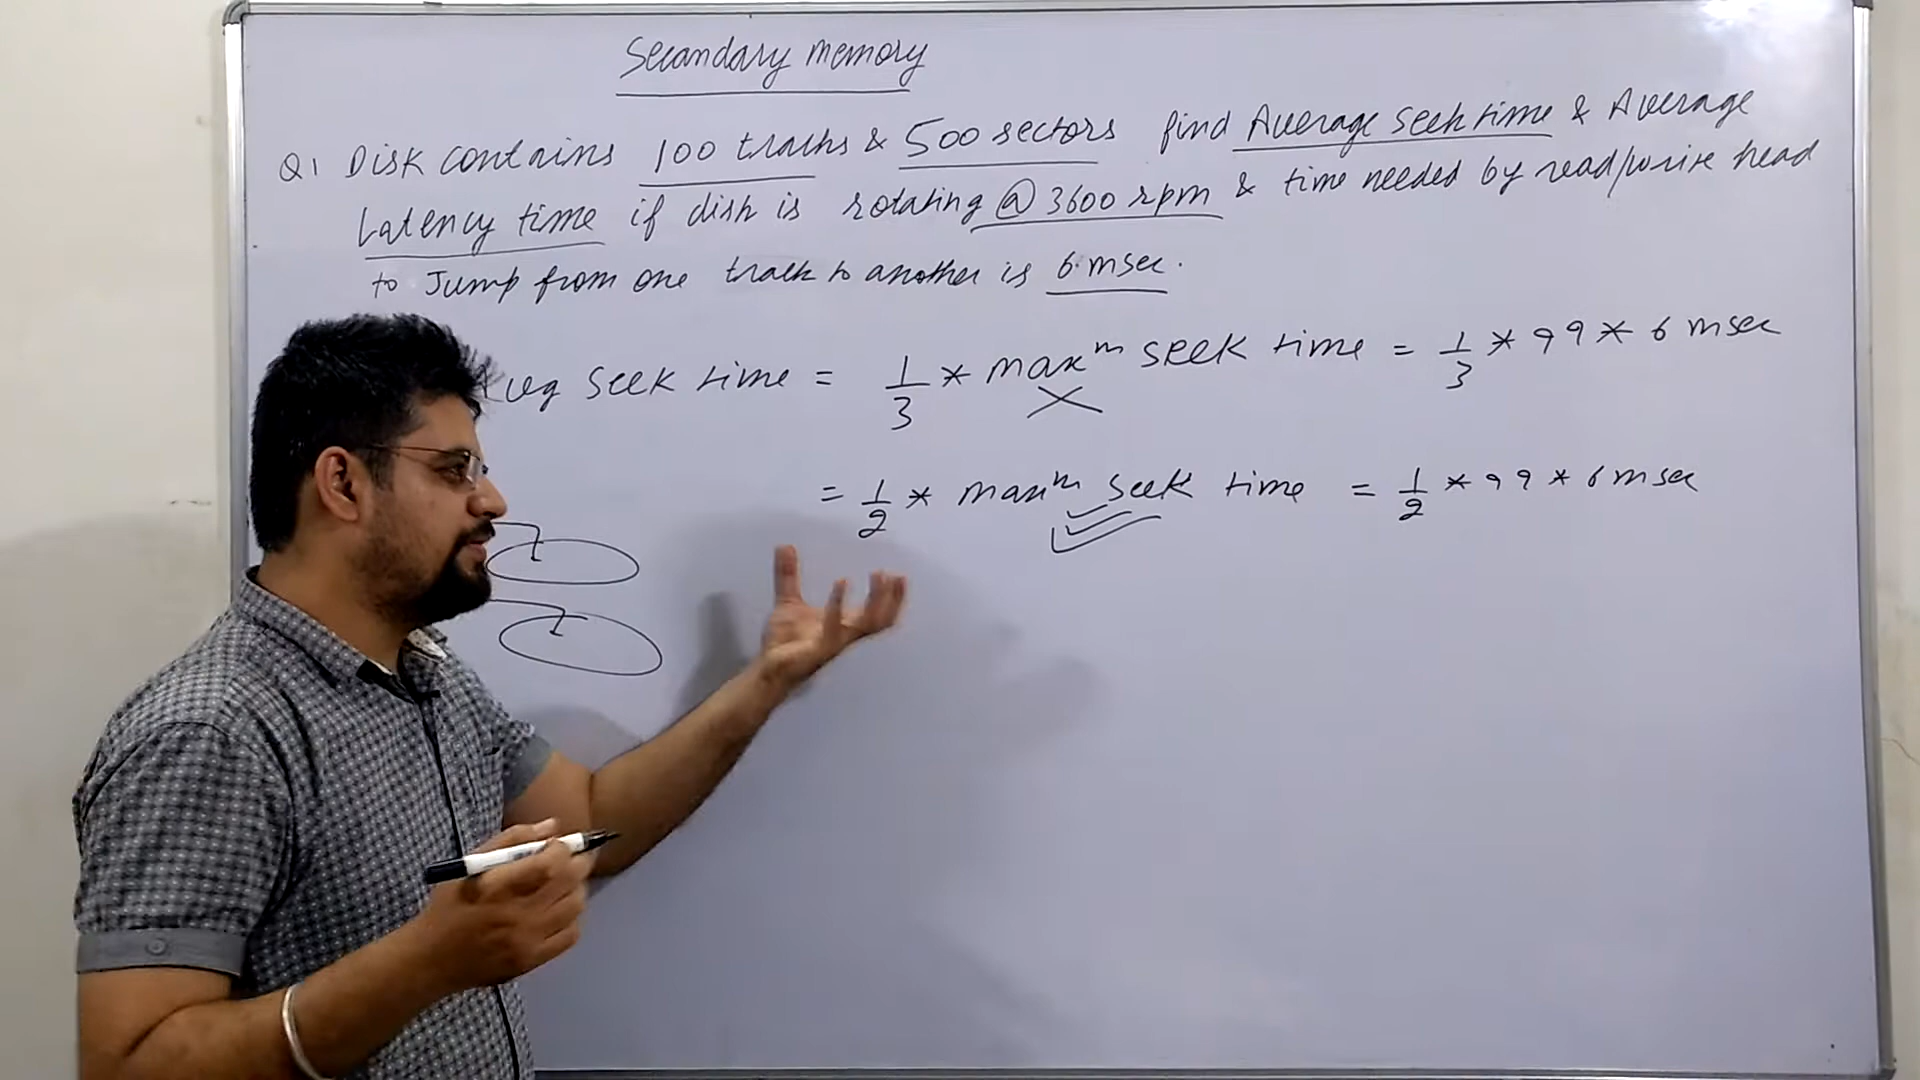 Secondary memory
Q1 Disk contains 100 tracks & 500 sectors find Average seek time & Average
Latency time if disk is rotating @ 3600 rpm & time needed by read/write head
to Jump from one track to another is 6 msec.
Avg seek time = 1/3 * maxᵐ seek time = 1/3 * 99 * 6 msec
= 1/2 * maxᵐ seek time = 1/2 * 99 * 6 msec